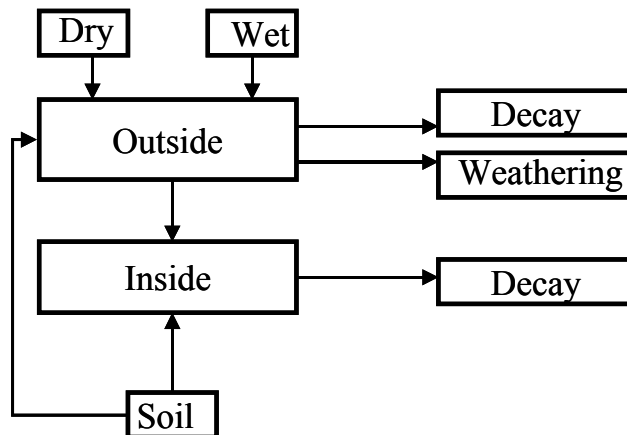 Dry
Wet
Outside
Decay
Weathering
Inside
Decay
Soil